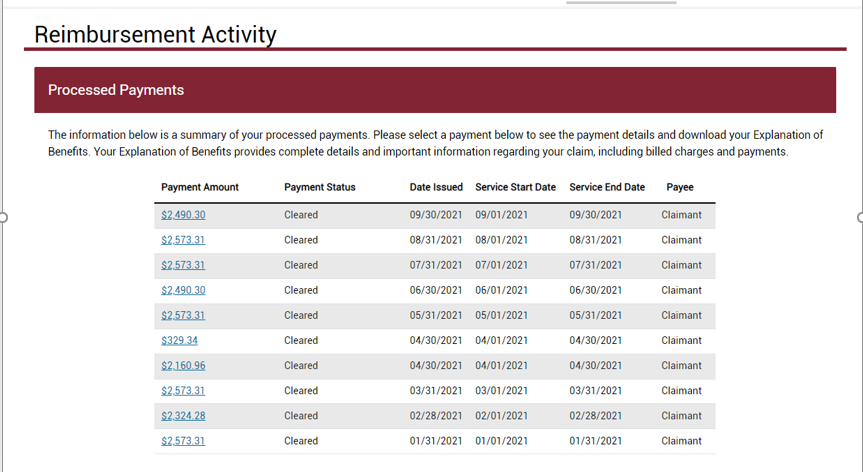 Reimbursement Activity
Processed Payments
The information below is a summary of your processed payments. Please select a payment below to see the payment details and download your Explanation of
Benefits. Your Explanation of Benefits provides complete details and important information regarding your claim, including billed charges and payments.
Payment Amount Payment Status Date Issued Service Start Date Service End Date Payee
$2,490.30 Cleared 09/30/2021 09/01/2021 09/30/2021 Claimant
$2,573.31 Cleared 08/31/2021 08/01/2021 08/31/2021 Claimant
$2,573.31 Cleared 07/31/2021 07/01/2021 07/31/2021 Claimant
$2,490.30 Cleared 06/30/2021 06/01/2021 06/30/2021 Claimant
$2,573.31 Cleared 05/31/2021 05/01/2021 05/31/2021 Claimant
$329.34 Cleared 04/30/2021 04/01/2021 04/30/2021 Claimant
$2,160.96 Cleared 04/30/2021 04/01/2021 04/30/2021 Claimant
$2,573.31 Cleared 03/31/2021 03/01/2021 03/31/2021 Claimant
$2,324.28 Cleared 02/28/2021 02/01/2021 02/28/2021 Claimant
$2,573.31 Cleared 01/31/2021 01/01/2021 01/31/2021 Claimant